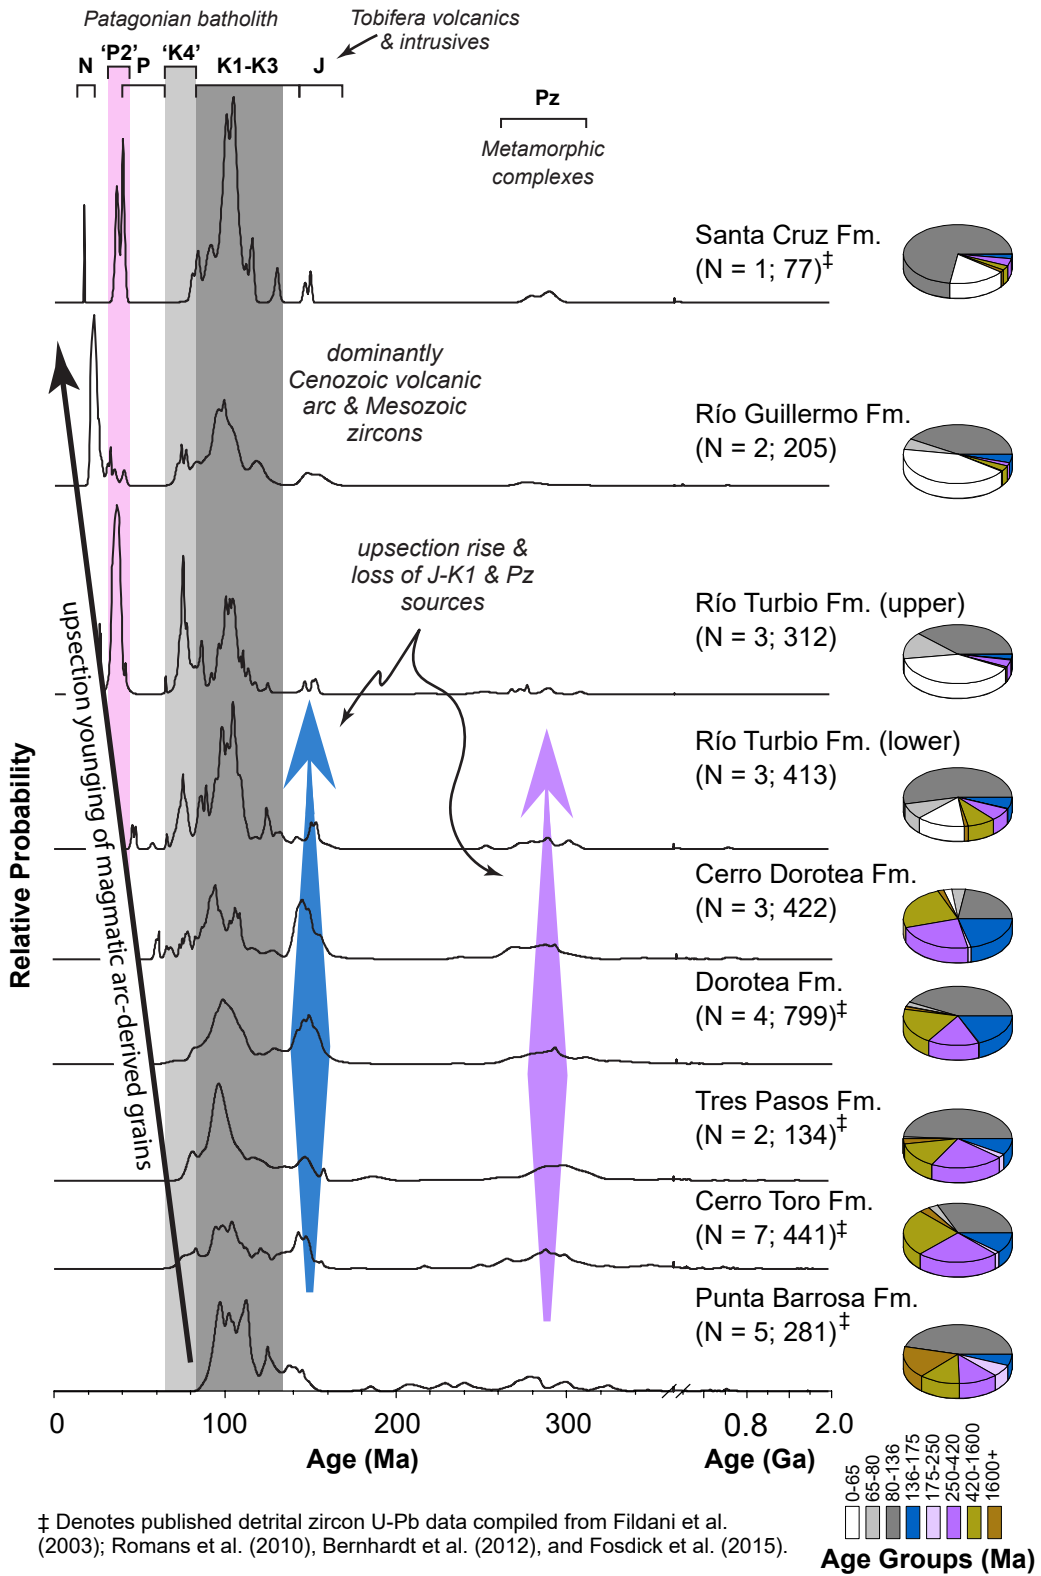 Patagonian batholith
Tobifera volcanics
& intrusives
N
'P2'
P
'K4'
K1-K3
J
Pz
Metamorphic
complexes
Santa Cruz Fm.
(N = 1; 77)‡
dominantly
Cenozoic volcanic
arc & Mesozoic
zircons
Río Guillermo Fm.
(N = 2; 205)
upsection rise &
loss of J-K1 & Pz
sources
Río Turbio Fm. (upper)
(N = 3; 312)
upsection younging of magmatic arc-derived grains
Río Turbio Fm. (lower)
(N = 3; 413)
Relative Probability
Cerro Dorotea Fm.
(N = 3; 422)
Dorotea Fm.
(N = 4; 799)‡
Tres Pasos Fm.
(N = 2; 134)‡
Cerro Toro Fm.
(N = 7; 441)‡
Punta Barrosa Fm.
(N = 5; 281)‡
0 100 200 300 0.8 2.0
Age (Ma) Age (Ga)
0-65
65-80
80-136
136-175
175-250
250-420
420-1600
1600+
Age Groups (Ma)
‡ Denotes published detrital zircon U-Pb data compiled from Fildani et al.
(2003); Romans et al. (2010), Bernhardt et al. (2012), and Fosdick et al. (2015).